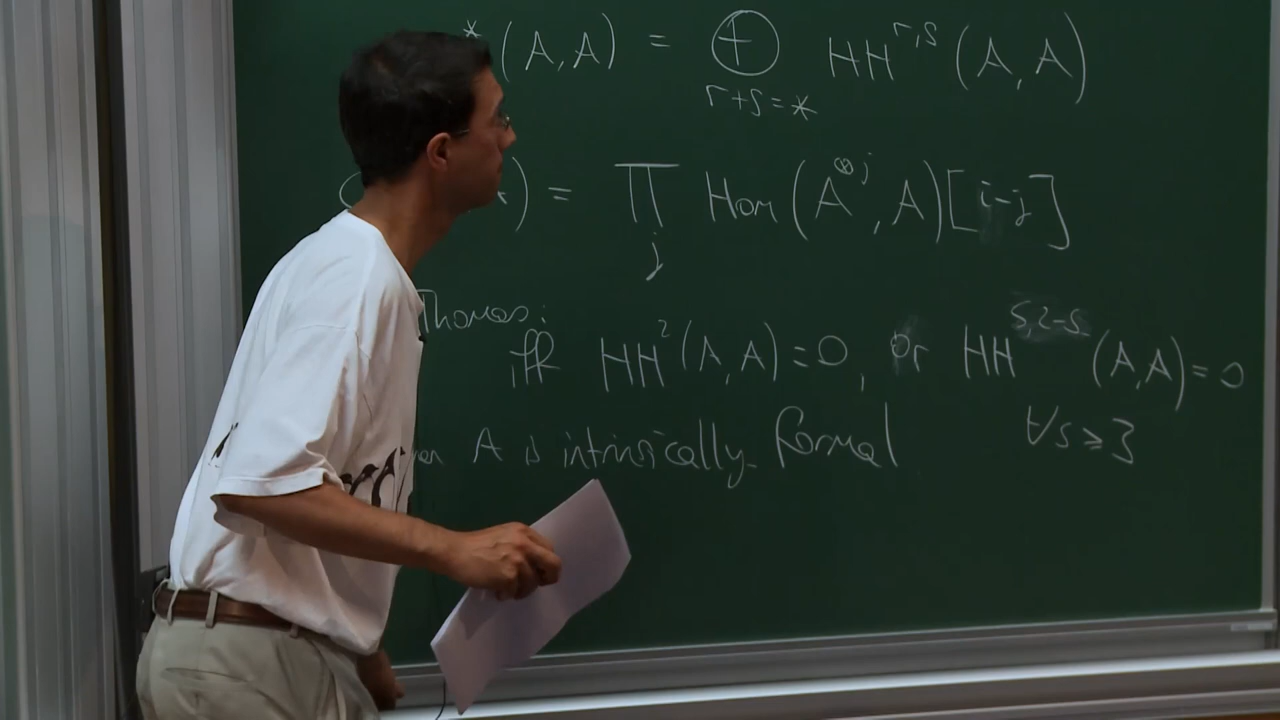 *(A,A) = ⊕ HH^{r,s}(A,A)
r+s=*
( ) = ∏ Hom(A^{⊗j}, A)[i-j]
j
Thomas:
iff HH^2(A,A)=0, or HH^{s,2-s}(A,A)=0
∀s≥3
A is intrinsically formal